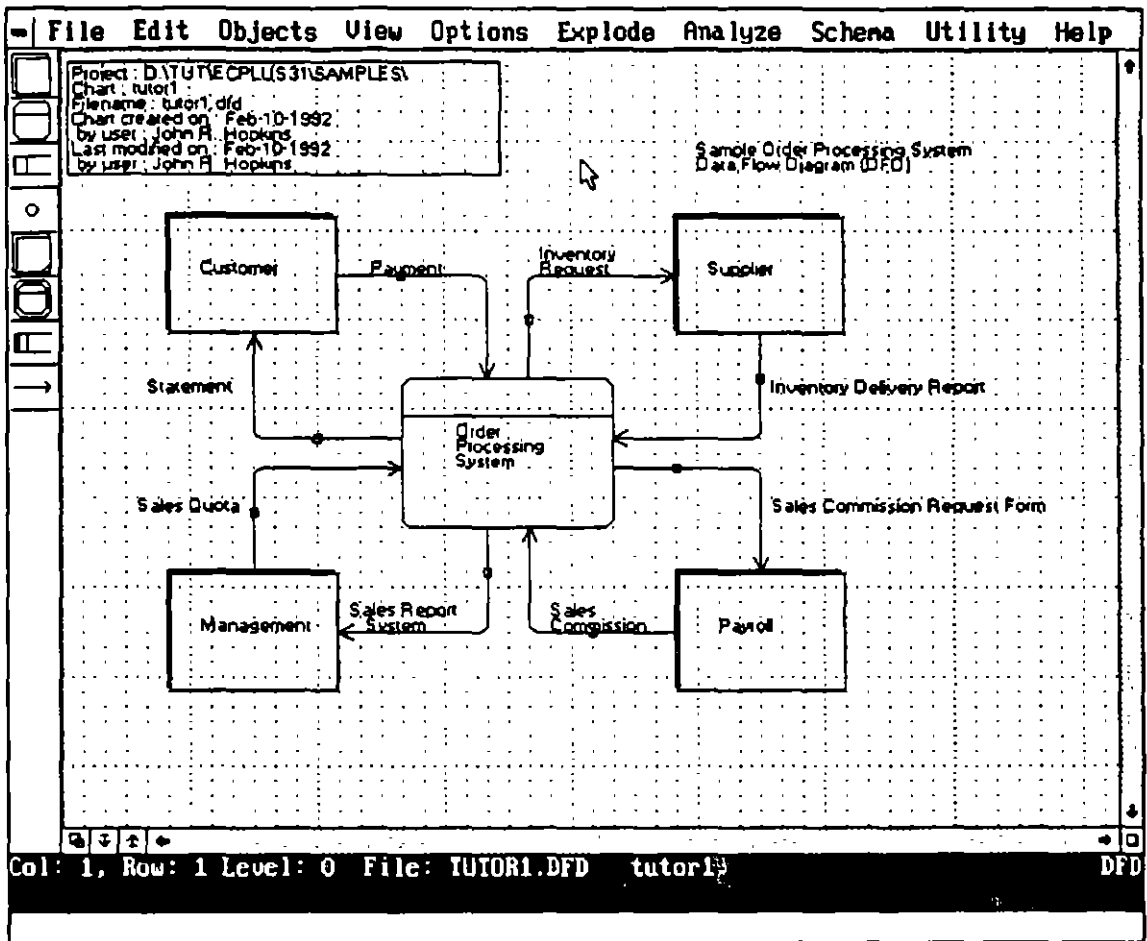 File Edit Objects View Options Explode Analyze Schema Utility Help
Project : D:\TUT\ECPLUS31\SAMPLES\
Chart : tutor1
Filename : tutor1.dfd
Chart created on : Feb-10-1992
by user : John R. Hopkins
Last modified on : Feb-10-1992
by user : John R. Hopkins
Sample Order Processing System
Data Flow Diagram (DFD)
Customer
Payment
Inventory
Request
Supplier
Statement
Inventory Delivery Report
Order
Processing
System
Sales Quota
Sales Commission Request Form
Management
Sales Report
System
Sales
Commission
Payroll
Col: 1, Row: 1 Level: 0 File: TUTOR1.DFD tutor1 DFD